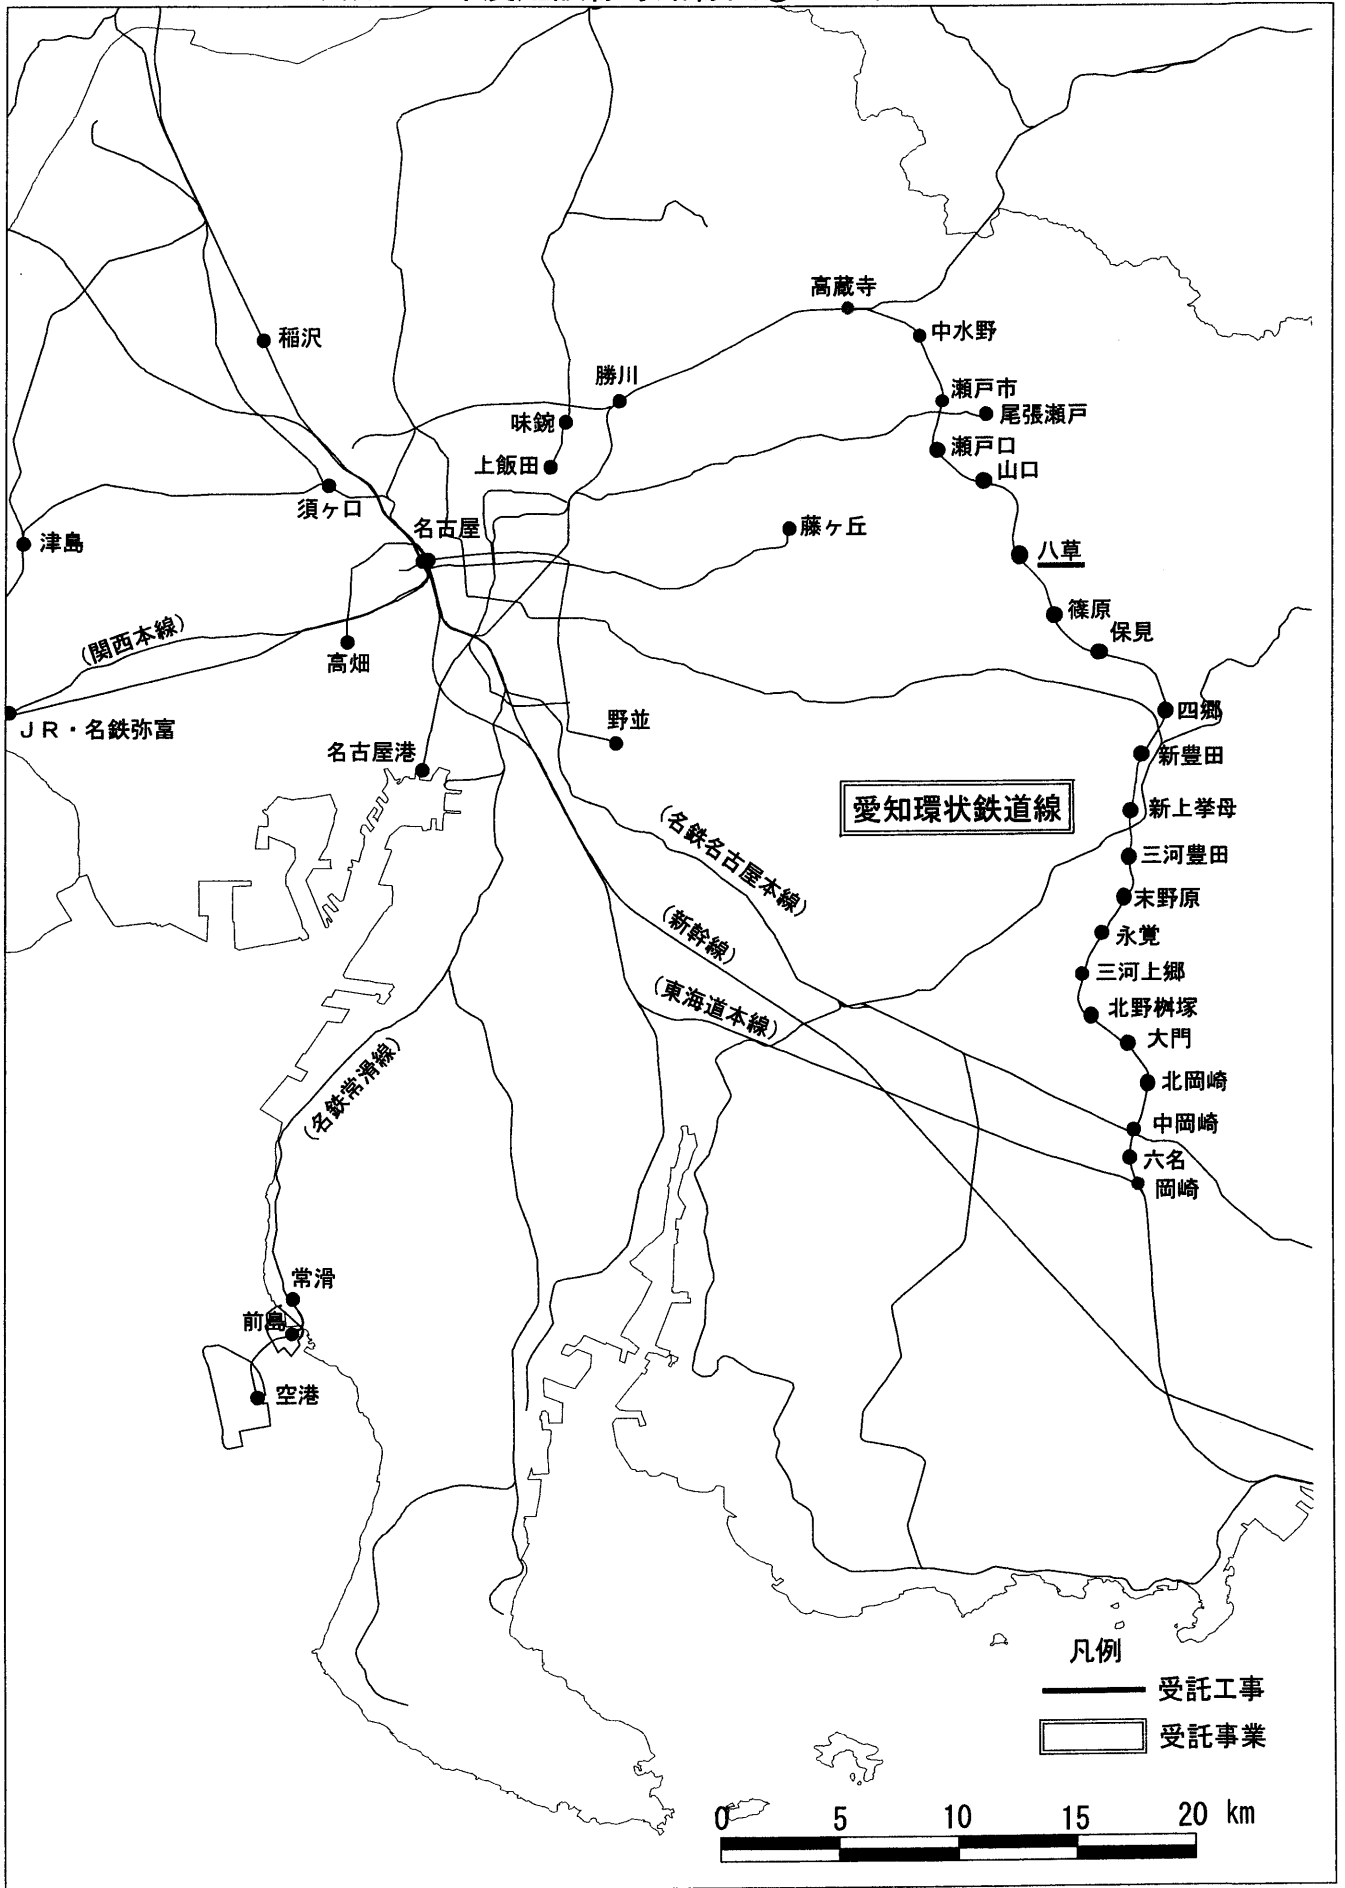 高蔵寺
中水野
稲沢
勝川
瀬戸市
尾張瀬戸
味鋺
瀬戸口
上飯田
山口
須ヶ口
名古屋
藤ヶ丘
津島
八草
篠原
(関西本線)
保見
高畑
四郷
JR・名鉄弥富
野並
名古屋港
新豊田
愛知環状鉄道線
新上挙母
(名鉄名古屋本線)
三河豊田
末野原
(新幹線)
永覚
三河上郷
(東海道本線)
北野桝塚
大門
(名鉄常滑線)
北岡崎
中岡崎
六名
岡崎
常滑
前島
空港
凡例
受託工事
受託事業
0 5 10 15 20 km